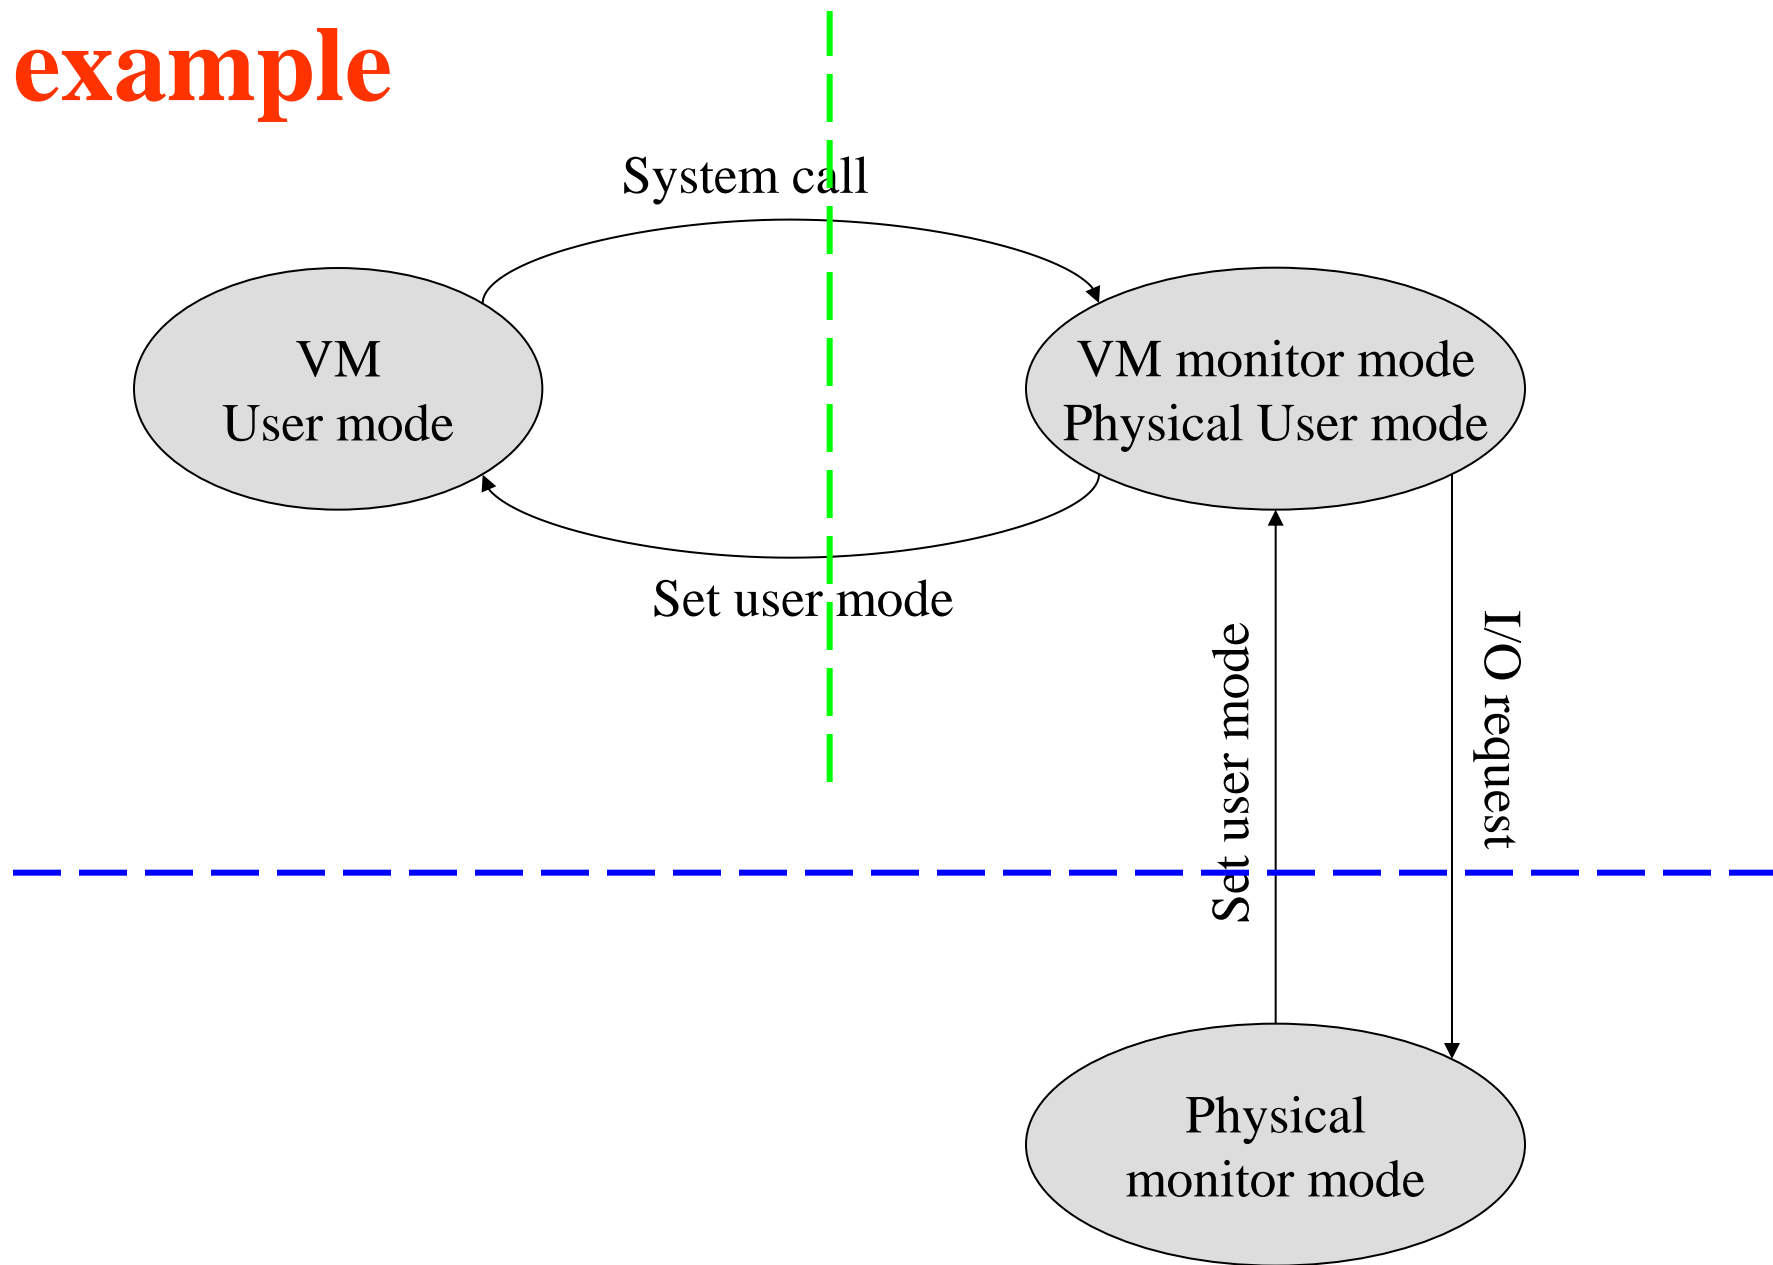 example
System call
VM
User mode
VM monitor mode
Physical User mode
Set user mode
Set user mode
I/O request
Physical
monitor mode